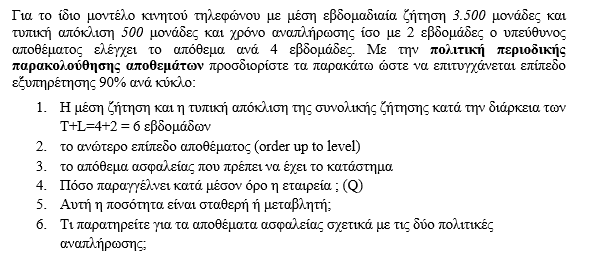 Για το ίδιο μοντέλο κινητού τηλεφώνου με μέση εβδομαδιαία ζήτηση 3.500 μονάδες και
τυπική απόκλιση 500 μονάδες και χρόνο αναπλήρωσης ίσο με 2 εβδομάδες ο υπεύθυνος
αποθέματος ελέγχει το απόθεμα ανά 4 εβδομάδες. Με την πολιτική περιοδικής
παρακολούθησης αποθεμάτων προσδιορίστε τα παρακάτω ώστε να επιτυγχάνεται επίπεδο
εξυπηρέτησης 90% ανά κύκλο:
1. Η μέση ζήτηση και η τυπική απόκλιση της συνολικής ζήτησης κατά την διάρκεια των
T+L=4+2 = 6 εβδομάδων
2. το ανώτερο επίπεδο αποθέματος (order up to level)
3. το απόθεμα ασφαλείας που πρέπει να έχει το κατάστημα
4. Πόσο παραγγέλνει κατά μέσον όρο η εταιρεία ; (Q)
5. Αυτή η ποσότητα είναι σταθερή ή μεταβλητή;
6. Τι παρατηρείτε για τα αποθέματα ασφαλείας σχετικά με τις δύο πολιτικές
αναπλήρωσης;